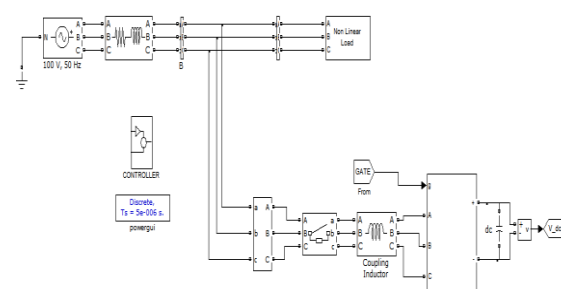 N A A A A
B B B B
C C C C
100 V, 50 Hz
B
Non Linear
Load
CONTROLLER
Discrete,
Ts = 5e-006 s.
powergui
GATE
From
g
a A A a A A A
b B B b B B B
c C C c C C C
Coupling
Inductor
+
-
dc
+
-
v
V_dc